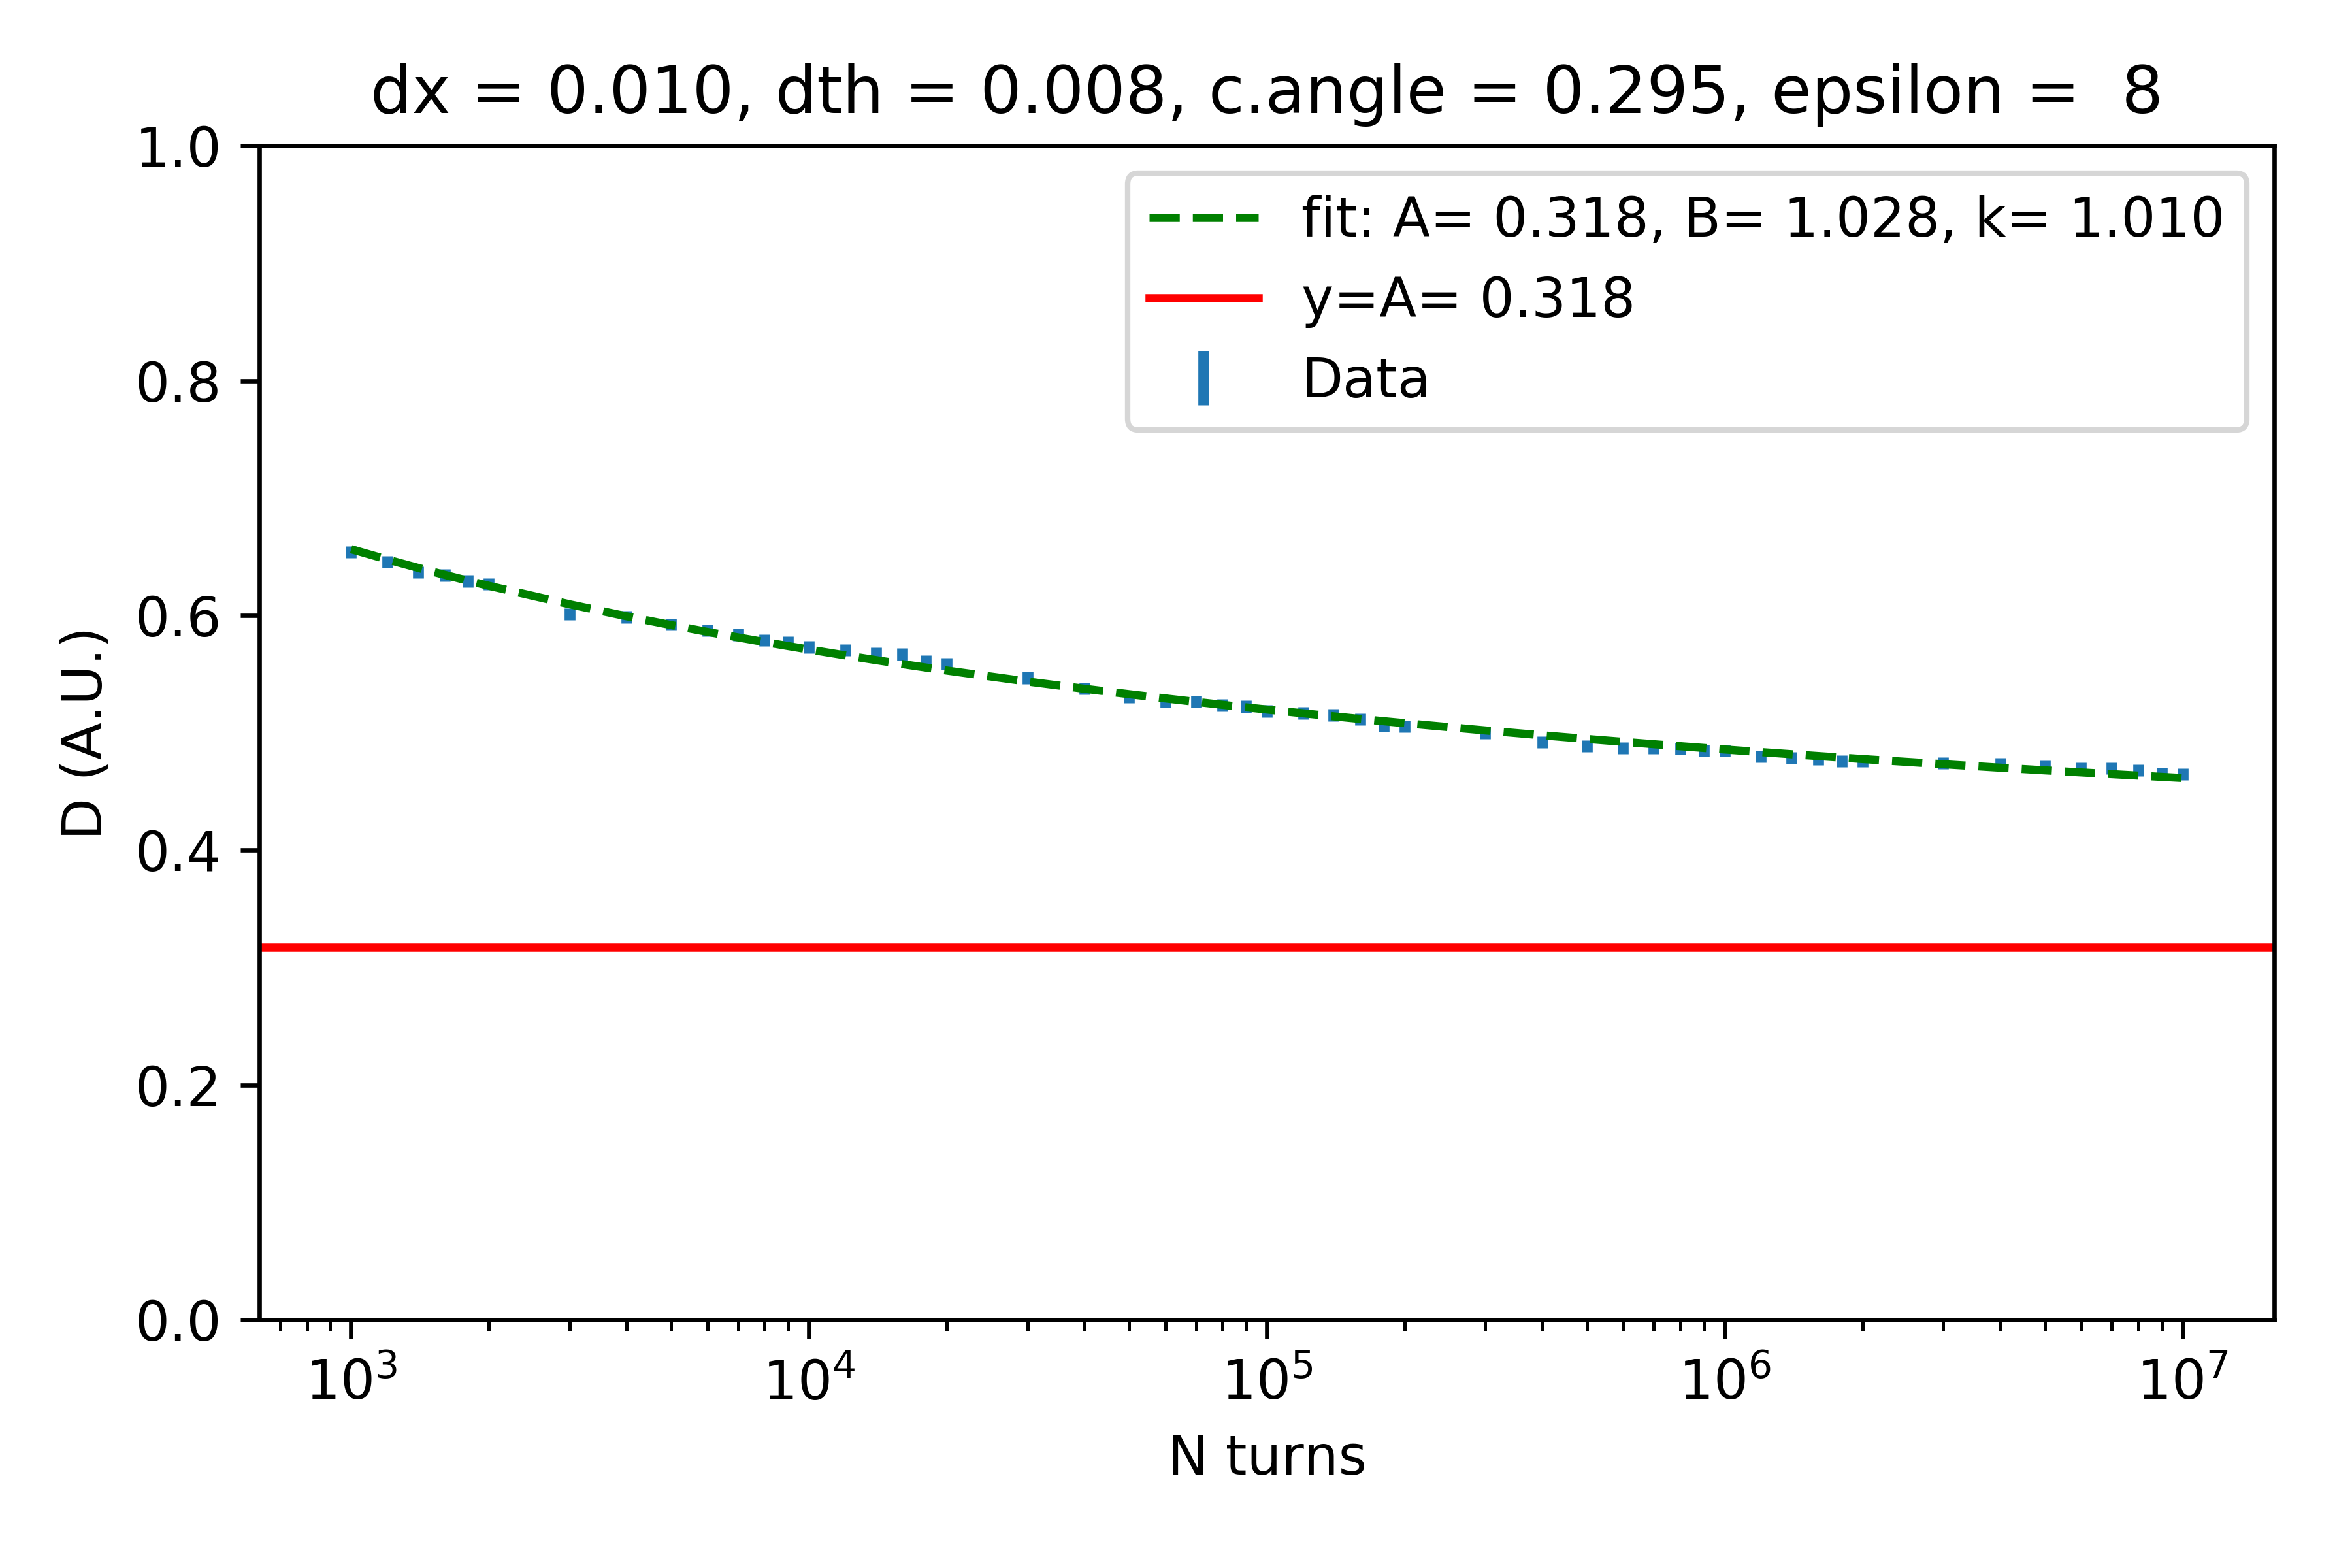 dx = 0.010, dth = 0.008, c.angle = 0.295, epsilon =  8
1.0
0.8
0.6
0.4
0.2
0.0
D (A.U.)
fit: A= 0.318, B= 1.028, k= 1.010
y=A= 0.318
Data
10³ 10⁴ 10⁵ 10⁶ 10⁷
N turns